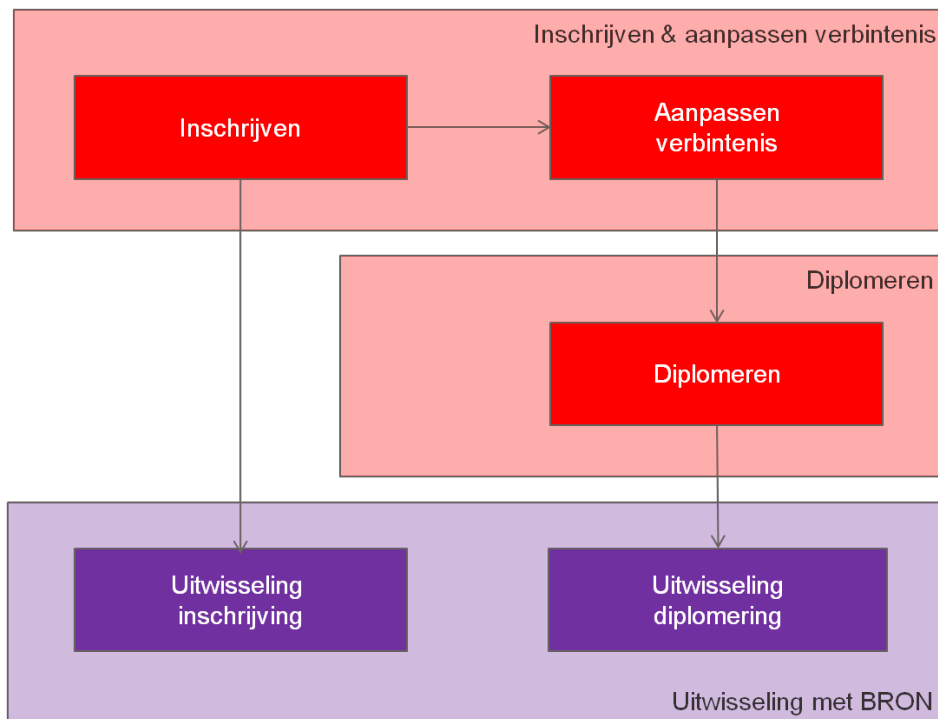 Inschrijven & aanpassen verbintenis
Inschrijven
Aanpassen
verbintenis
Diplomeren
Diplomeren
Uitwisseling
inschrijving
Uitwisseling
diplomering
Uitwisseling met BRON